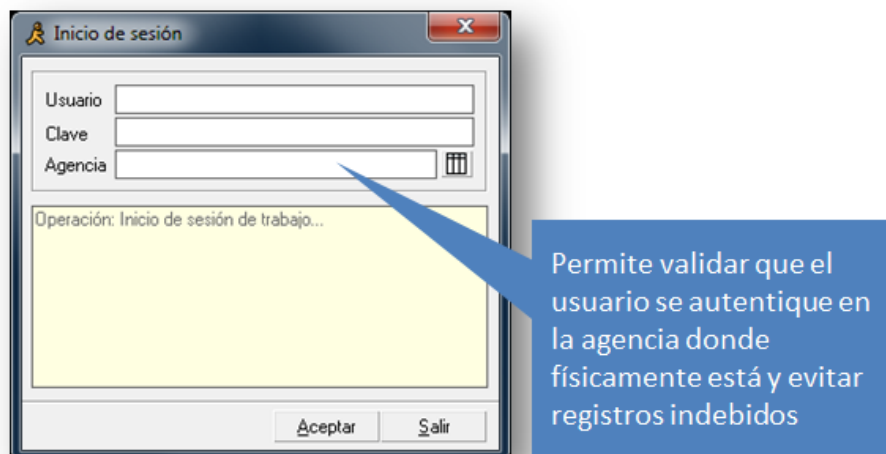 Inicio de sesión
Usuario
Clave
Agencia
Operación: Inicio de sesión de trabajo...
Aceptar
Salir
Permite validar que el
usuario se autentique en
la agencia donde
físicamente está y evitar
registros indebidos